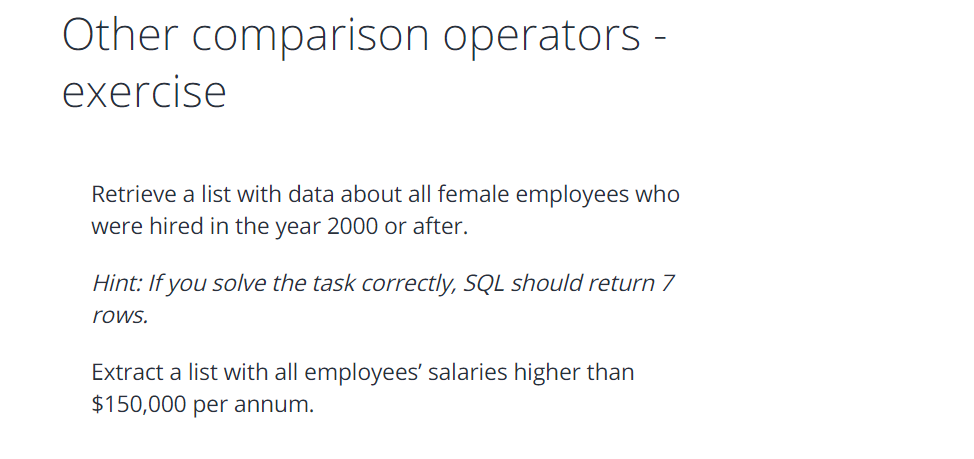 Other comparison operators -
exercise
Retrieve a list with data about all female employees who
were hired in the year 2000 or after.
Hint: If you solve the task correctly, SQL should return 7
rows.
Extract a list with all employees’ salaries higher than
$150,000 per annum.